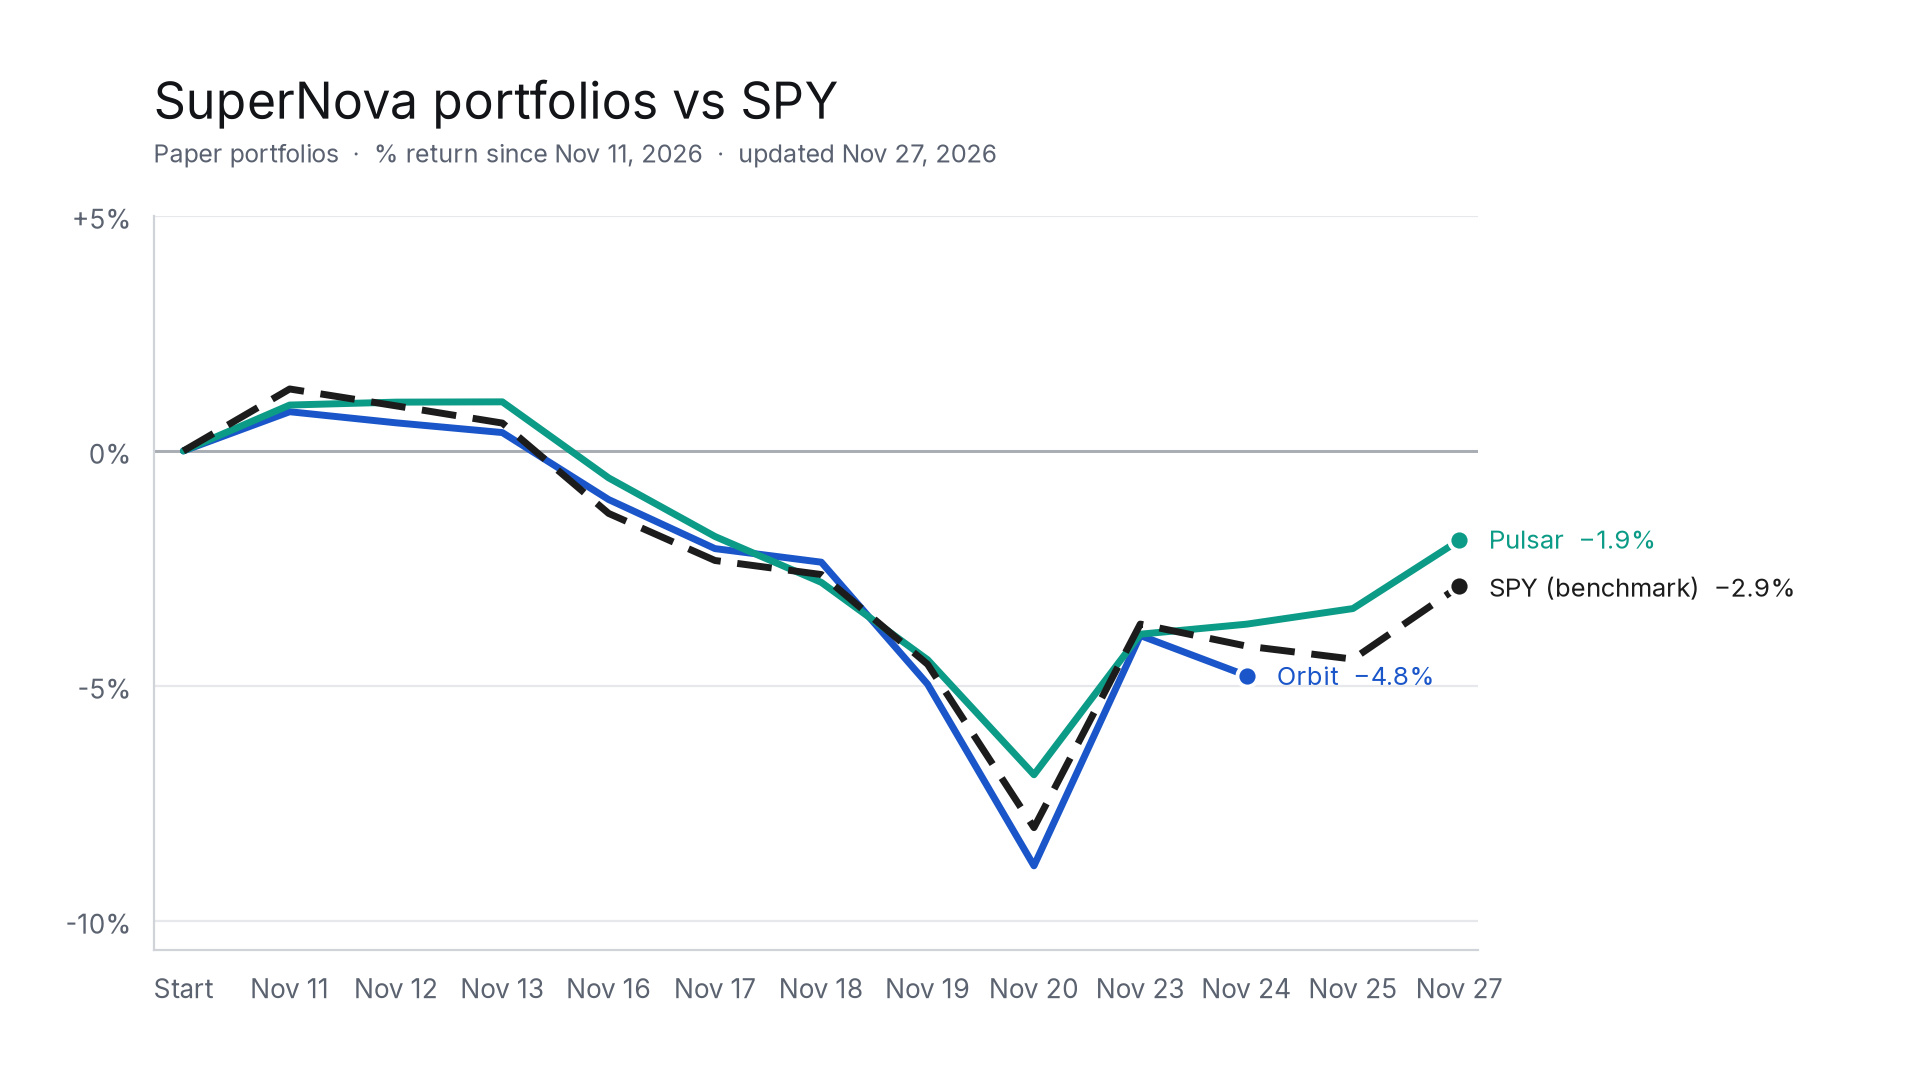 SuperNova portfolios vs SPY
Paper portfolios · % return since Nov 11, 2026 · updated Nov 27, 2026
+5%
0%
-5%
-10%
Pulsar −1.9%
SPY (benchmark) −2.9%
Orbit −4.8%
Start Nov 11 Nov 12 Nov 13 Nov 16 Nov 17 Nov 18 Nov 19 Nov 20 Nov 23 Nov 24 Nov 25 Nov 27